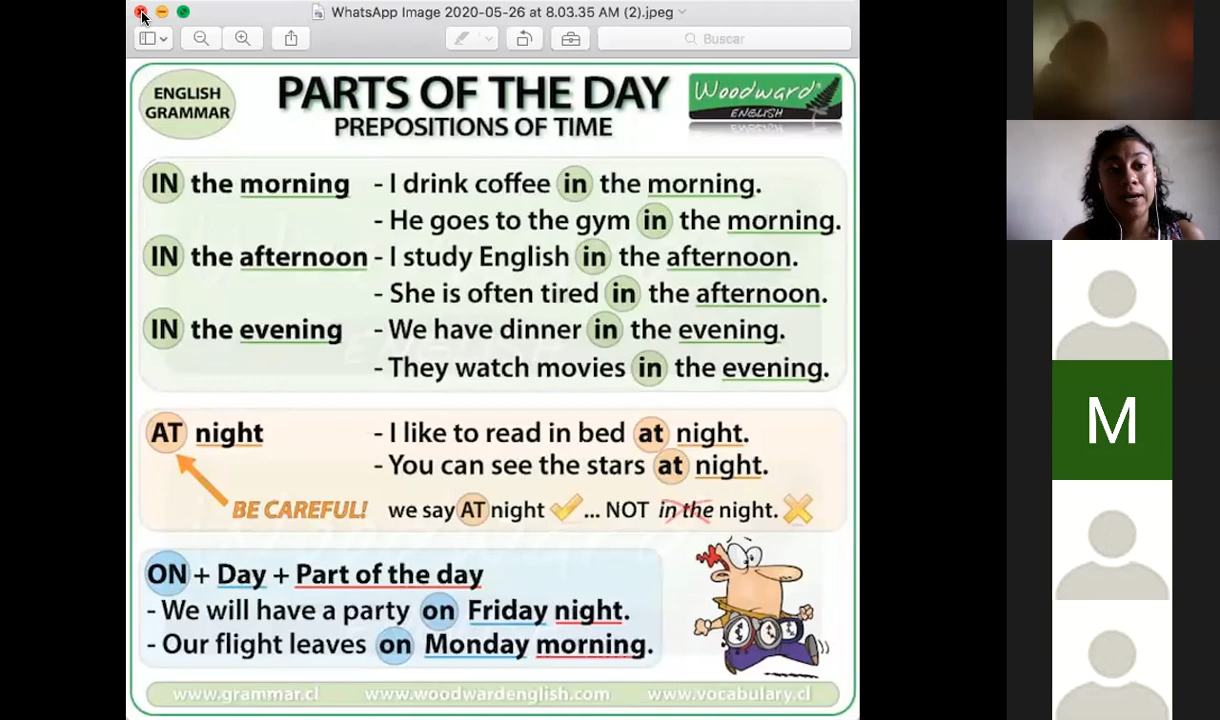 WhatsApp Image 2020-05-26 at 8.03.35 AM (2).jpeg
Buscar
ENGLISH
GRAMMAR
PARTS OF THE DAY
PREPOSITIONS OF TIME
Woodward®
ENGLISH
IN the morning - I drink coffee in the morning.
- He goes to the gym in the morning.
IN the afternoon - I study English in the afternoon.
- She is often tired in the afternoon.
IN the evening - We have dinner in the evening.
- They watch movies in the evening.
AT night - I like to read in bed at night.
- You can see the stars at night.
BE CAREFUL! we say AT night ... NOT in the night.
ON + Day + Part of the day
- We will have a party on Friday night.
- Our flight leaves on Monday morning.
www.grammar.cl www.woodwardenglish.com www.vocabulary.cl
M